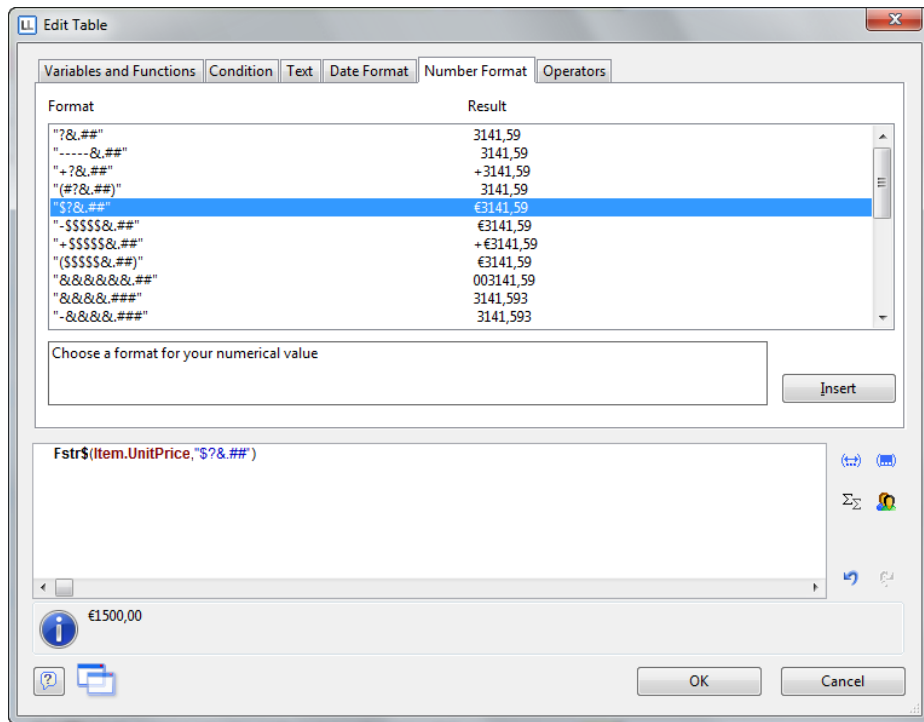 LL Edit Table
Variables and Functions Condition Text Date Format Number Format Operators
Format Result
"?&.##" 3141,59
"-----&.##" 3141,59
"+?&.##" +3141,59
"(#?&.##)" 3141,59
"$?&.##" €3141,59
"-$$$$$&.##" €3141,59
"+$$$$$&.##" +€3141,59
"($$$$$&.##)" €3141,59
"&&&&&&.##" 003141,59
"&&&&.###" 3141,593
"-&&&&.###" 3141,593
Choose a format for your numerical value
Insert
Fstr$(Item.UnitPrice,"$?&.##")
€1500,00
OK Cancel